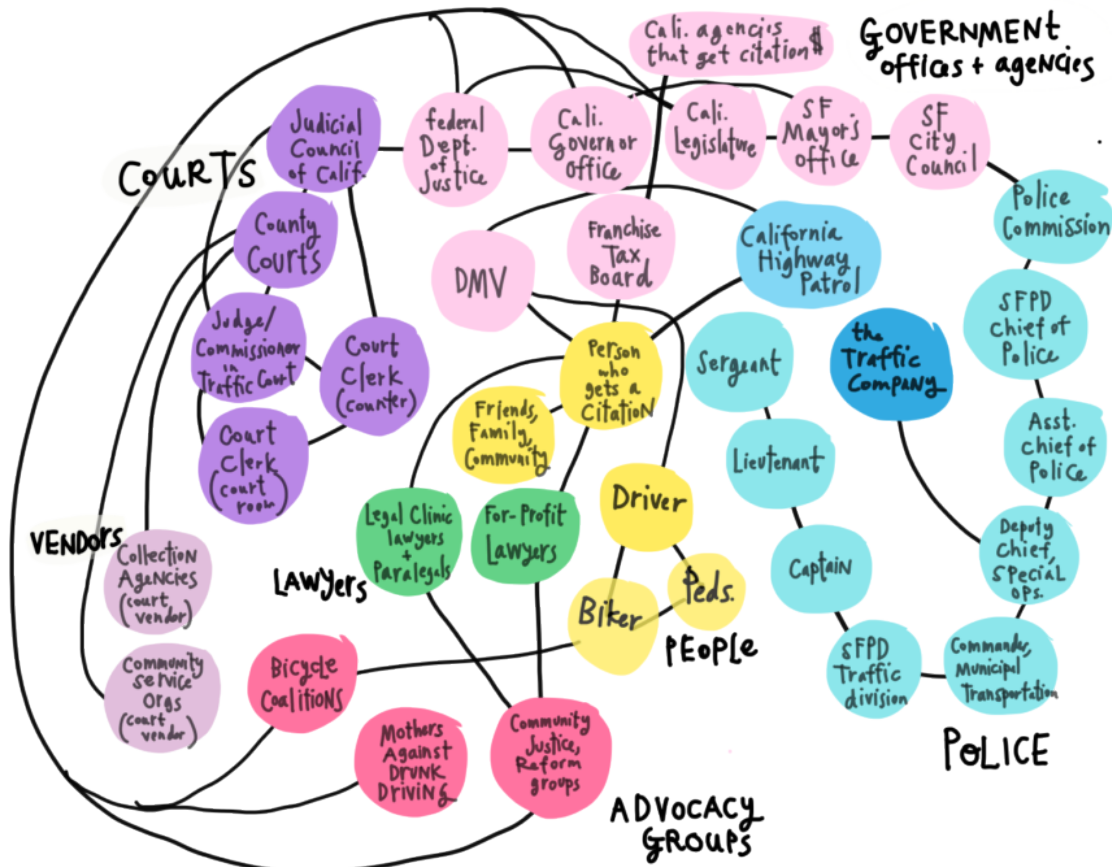 Cali. agencies
that get citation $
GOVERNMENT
offices + agencies
Judicial
Council
of Calif.
federal
Dept.
of
Justice
Cali.
Governor
Office
Cali.
Legislature
SF
Mayor's
Office
SF
City
Council
COURTS
Police
Commission
County
Courts
DMV
Franchise
Tax
Board
California
Highway
Patrol
SFPD
Chief of
Police
Judge/
Commissioner
in
Traffic Court
Court
Clerk
(counter)
Person
who
gets a
Citation
Sergeant
the
Traffic
Company
Friends,
Family,
Community
Asst.
Chief of
Police
Court
Clerk
(court
room)
Lieutenant
Driver
Legal Clinic
lawyers
+
Paralegals
For-Profit
Lawyers
Deputy
Chief,
Special
ops.
VENDORS
Collection
Agencies
(court
vendor)
LAWYERS
Captain
Biker
Peds.
PEOPLE
SFPD
Traffic
division
Commander,
Municipal
Transportation
Community
Service
Orgs
(court
vendor)
Bicycle
Coalitions
Mothers
Against
Drunk
Driving
Community
Justice,
Reform
groups
POLICE
ADVOCACY
GROUPS